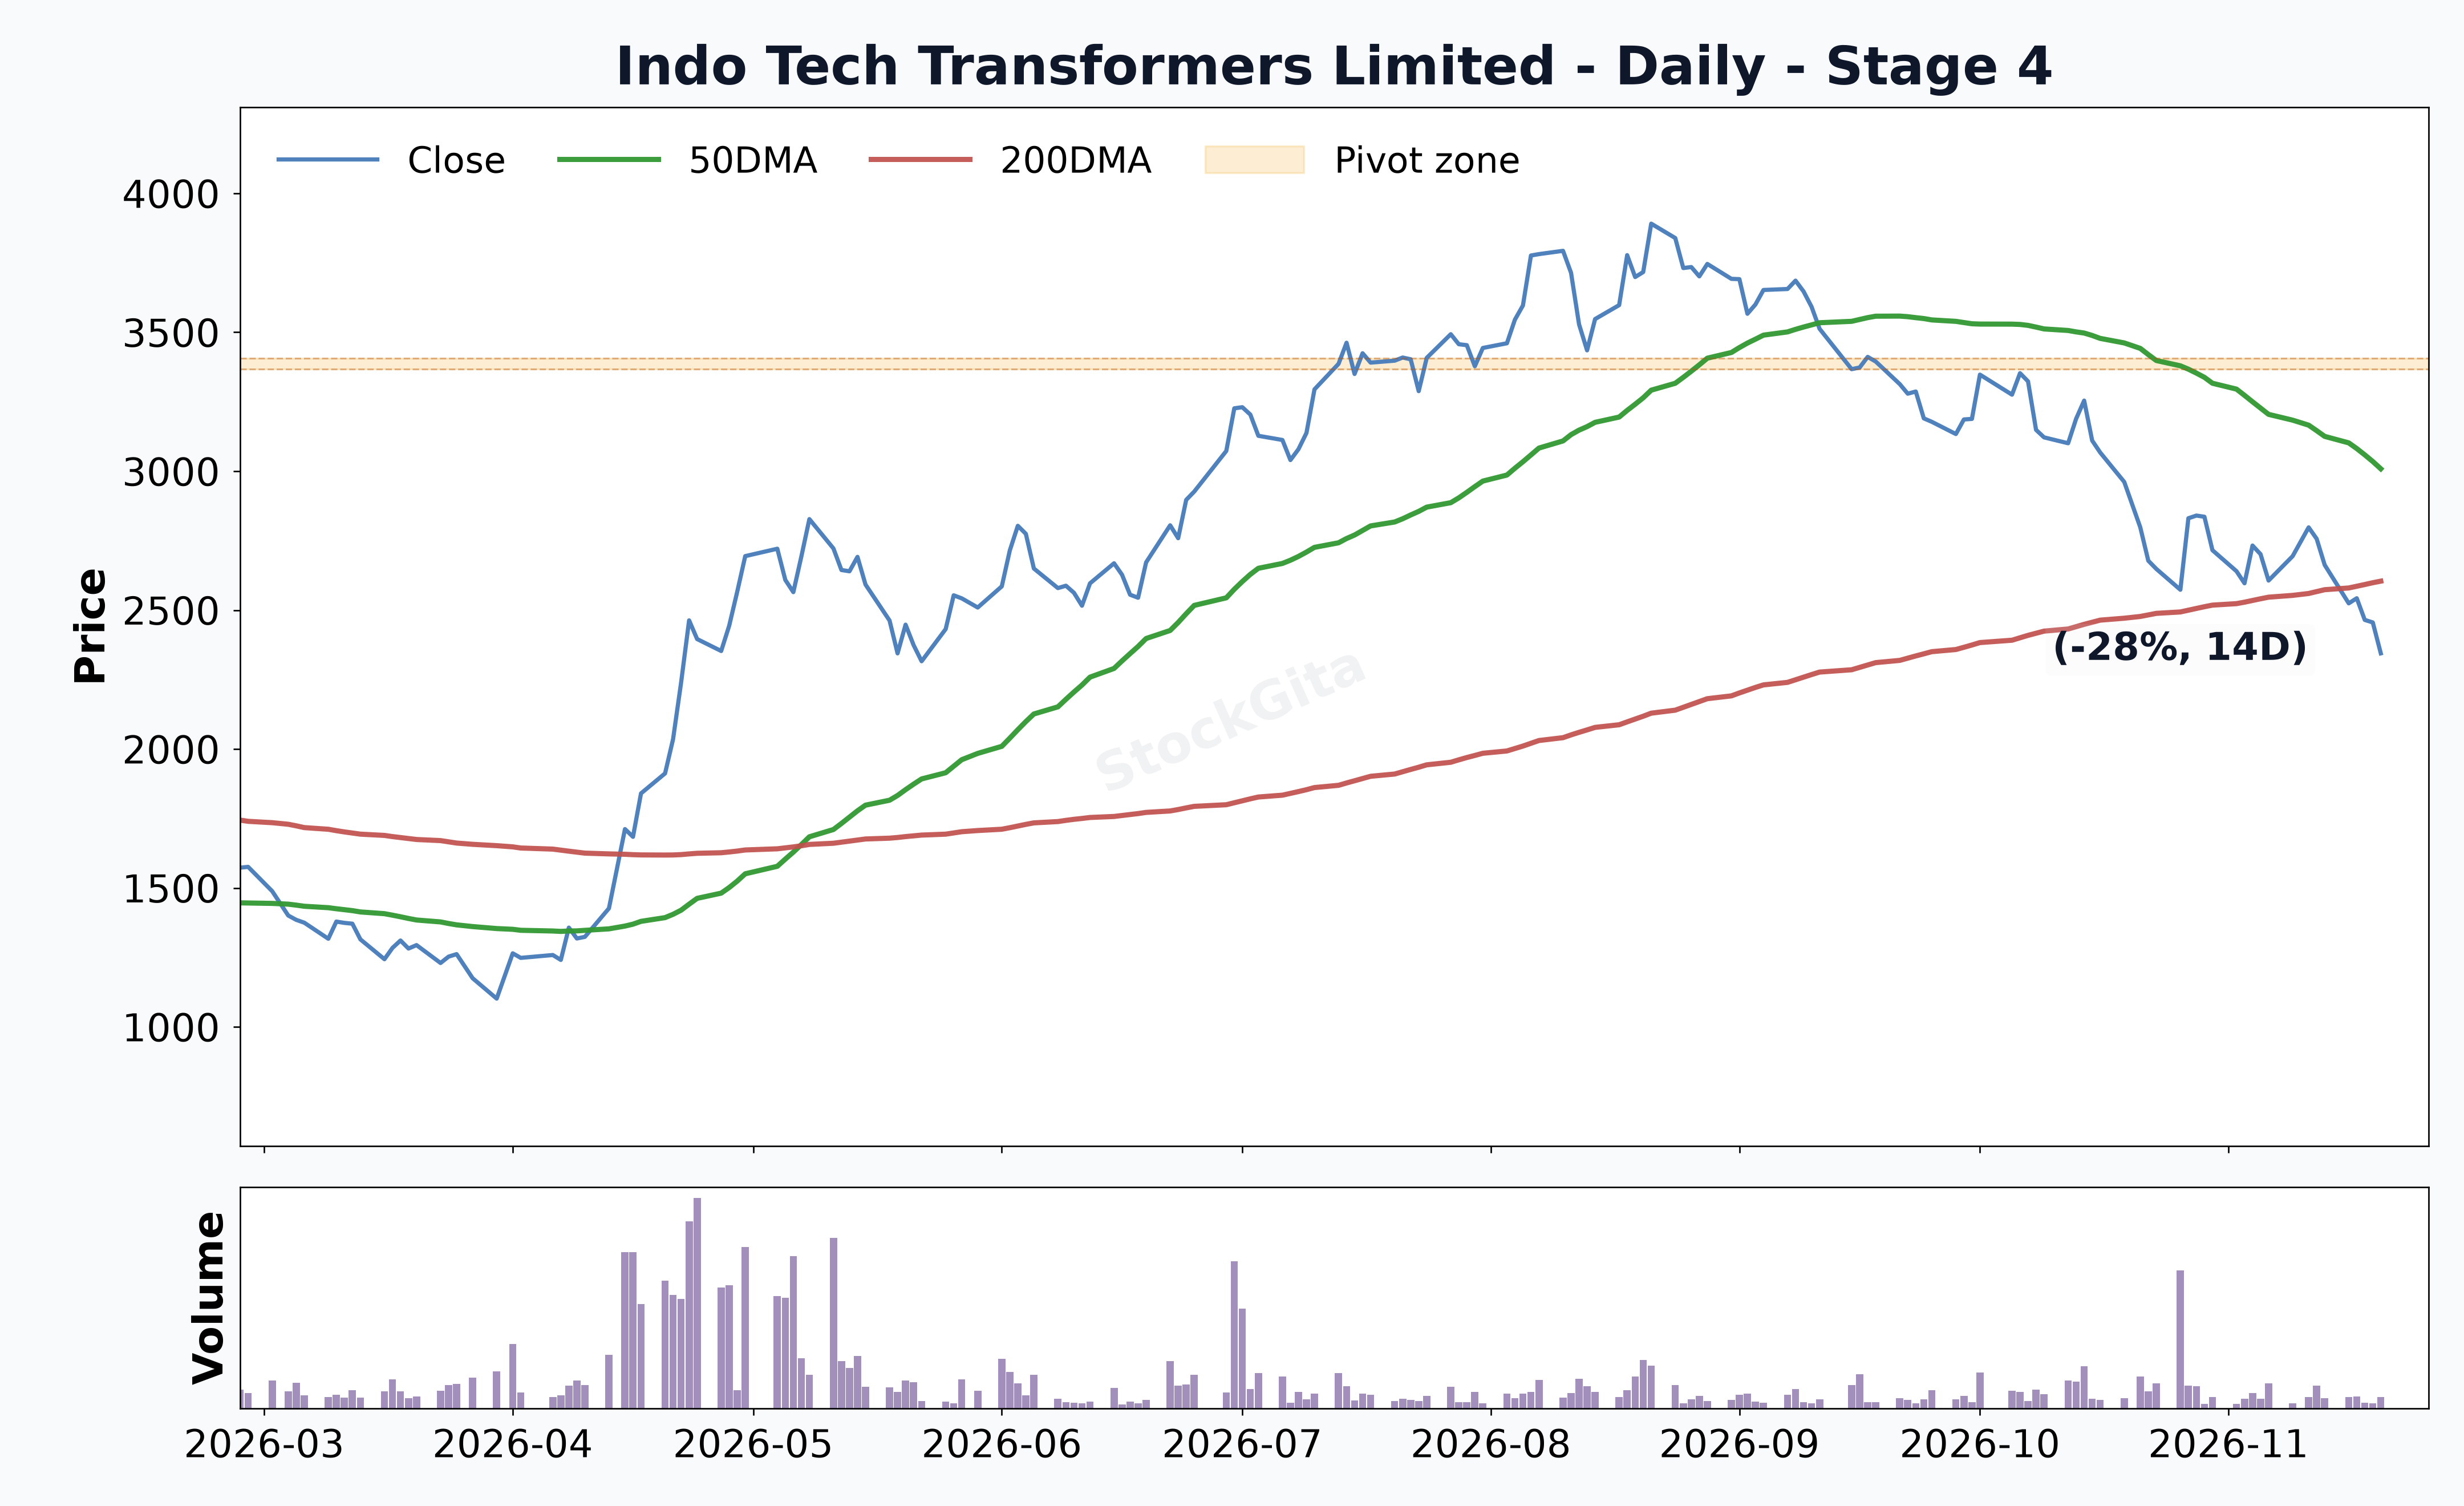 Indo Tech Transformers Limited - Daily - Stage 4
Close 50DMA 200DMA Pivot zone
Price
4000
3500
3000
2500
2000
1500
1000
(-28%, 14D)
StockGita
Volume
2026-03 2026-04 2026-05 2026-06 2026-07 2026-08 2026-09 2026-10 2026-11